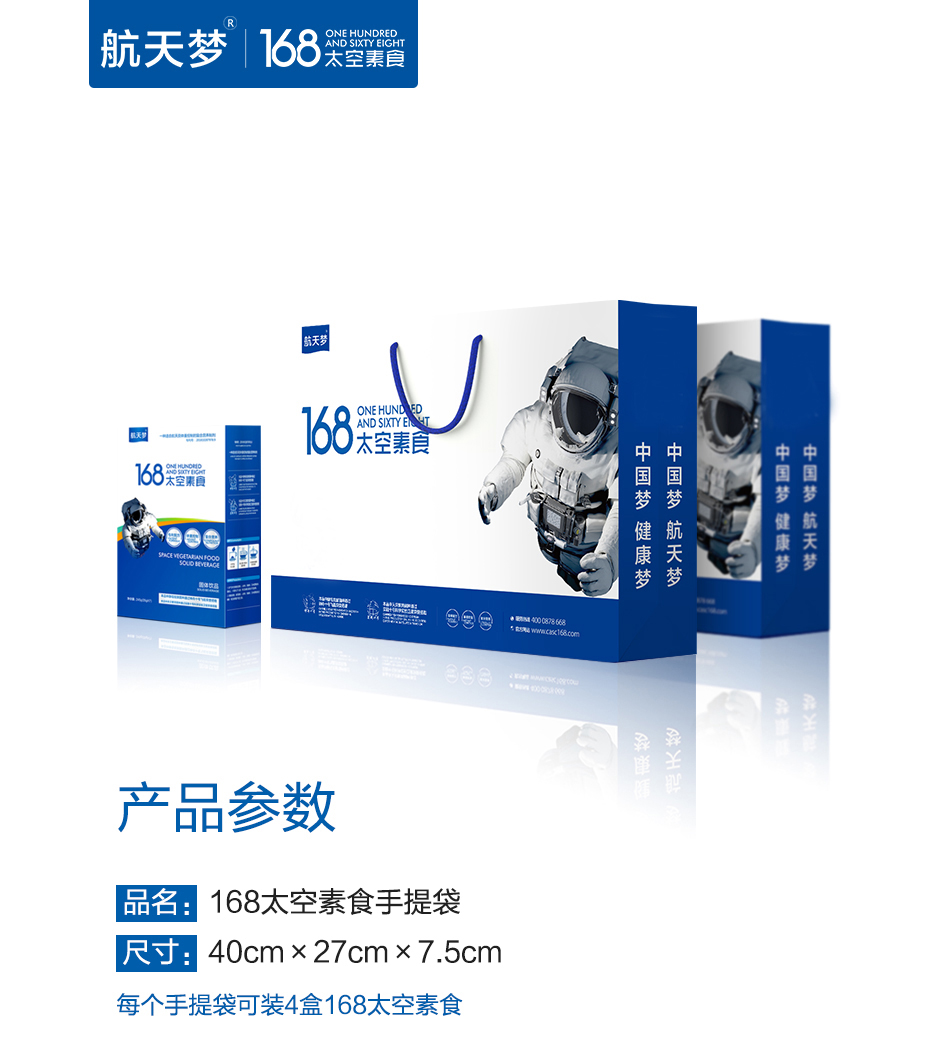 航天梦®
168 ONE HUNDRED
AND SIXTY EIGHT
太空素食
航天梦
168 ONE HUNDRED
AND SIXTY EIGHT
太空素食
中国梦 健康梦
中国梦 航天梦
400 0878 668
www.casc168.com
中国梦 健康梦
中国梦 航天梦
航天梦
168 ONE HUNDRED
AND SIXTY EIGHT
太空素食
SPACE VEGETARIAN FOOD
SOLID BEVERAGE
固体饮品
产品参数
品名: 168太空素食手提袋
尺寸: 40cm×27cm×7.5cm
每个手提袋可装4盒168太空素食